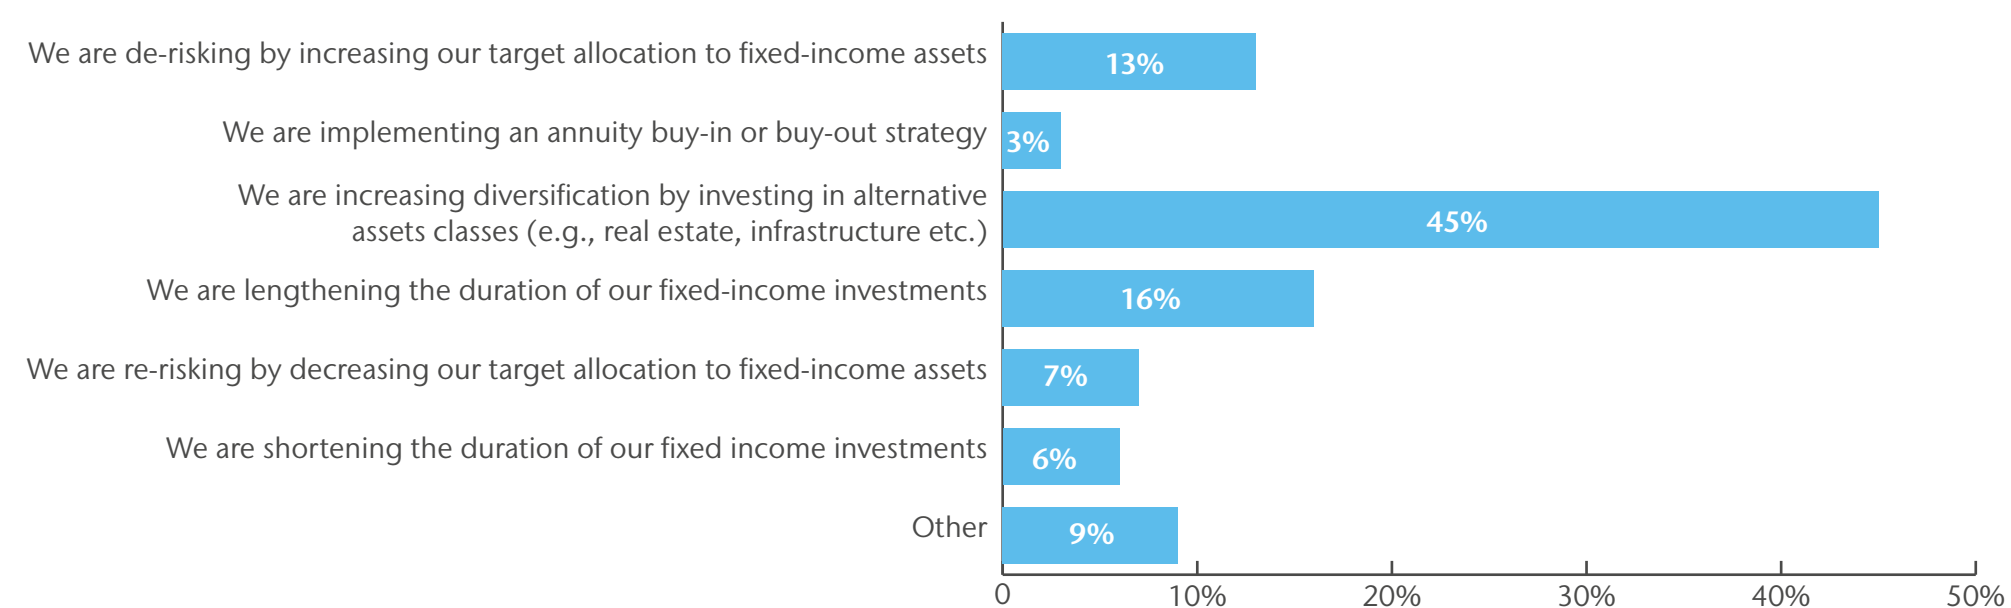 We are de-risking by increasing our target allocation to fixed-income assets
13%
We are implementing an annuity buy-in or buy-out strategy
3%
We are increasing diversification by investing in alternative
assets classes (e.g., real estate, infrastructure etc.)
45%
We are lengthening the duration of our fixed-income investments
16%
We are re-risking by decreasing our target allocation to fixed-income assets
7%
We are shortening the duration of our fixed income investments
6%
Other
9%
0 10% 20% 30% 40% 50%